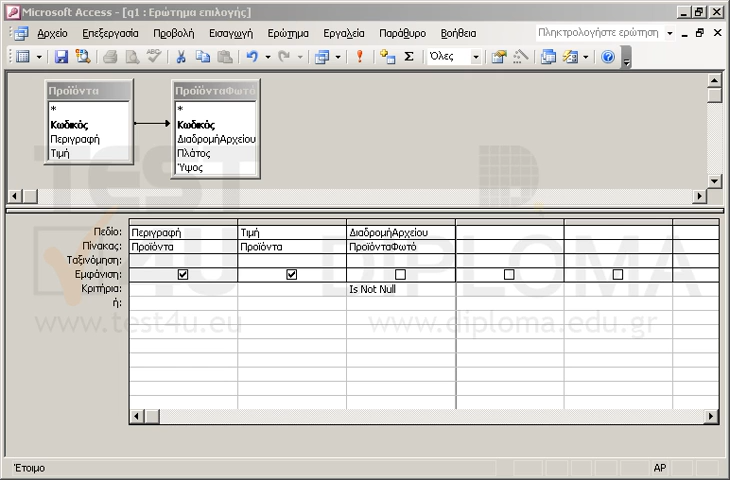 Microsoft Access - [q1 : Ερώτημα επιλογής]
Αρχείο Επεξεργασία Προβολή Εισαγωγή Ερώτημα Εργαλεία Παράθυρο Βοήθεια Πληκτρολογήστε ερώτηση
Όλες
Προϊόντα
*
Κωδικός
Περιγραφή
Τιμή
ΠροϊόνταΦωτό
*
Κωδικός
ΔιαδρομήΑρχείου
Πλάτος
Ύψος
Πεδίο: Περιγραφή Τιμή ΔιαδρομήΑρχείου
Πίνακας: Προϊόντα Προϊόντα ΠροϊόνταΦωτό
Ταξινόμηση:
Εμφάνιση:
Κριτήρια: Is Not Null
ή:
TEST4U
www.test4u.eu
DIPLOMA
www.diploma.edu.gr
Έτοιμο ΑΡ